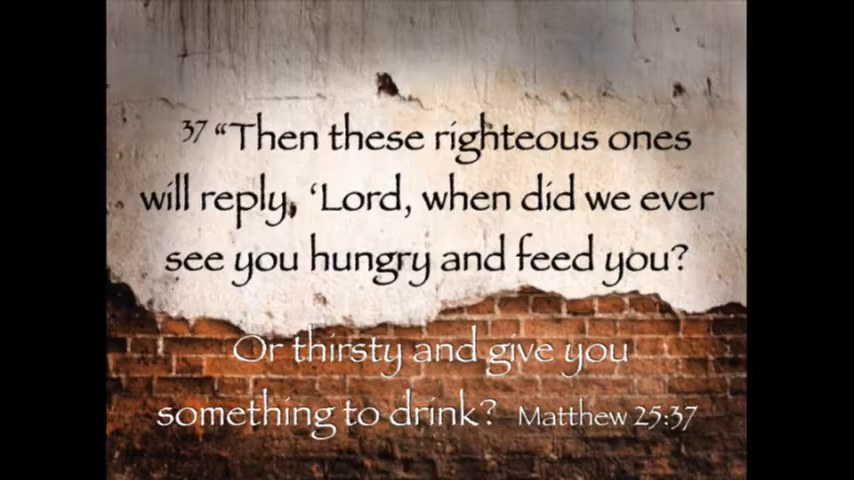 37 “Then these righteous ones
will reply, ‘Lord, when did we ever
see you hungry and feed you?
Or thirsty and give you
something to drink? Matthew 25:37